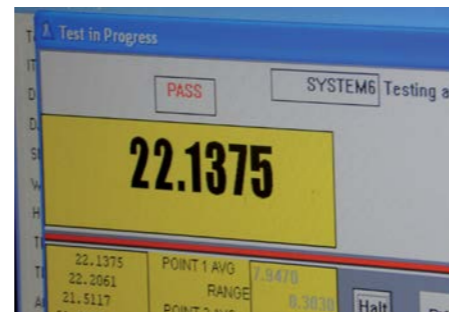 Test in Progress
PASS
SYSTEM6 Testing a
22.1375
22.1375 POINT 1 AVG 7.9470
22.2061 RANGE 0.3030
21.5117
Halt